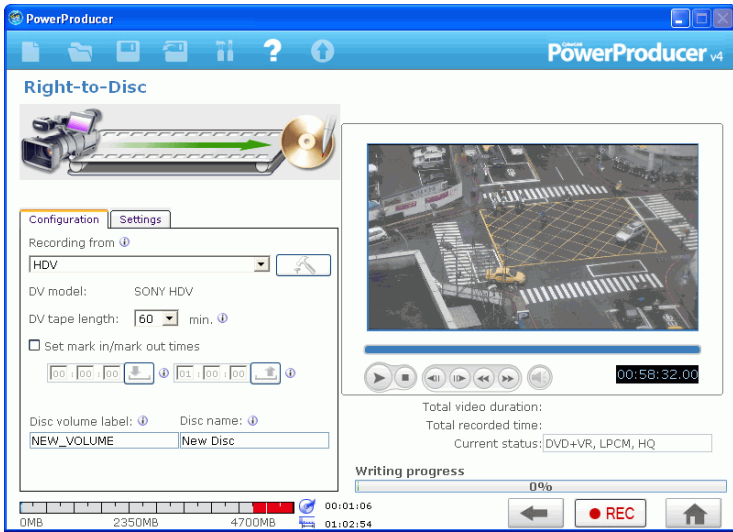 PowerProducer
CyberLink
PowerProducer v4
Right-to-Disc
Configuration Settings
Recording from
HDV
DV model: SONY HDV
DV tape length: 60 min.
Set mark in/mark out times
00 : 00 : 00 01 : 00 : 00
Disc volume label: Disc name:
NEW_VOLUME New Disc
00:58:32.00
Total video duration:
Total recorded time:
Current status: DVD+VR, LPCM, HQ
Writing progress
0%
0MB 2350MB 4700MB
00:01:06
01:02:54
REC